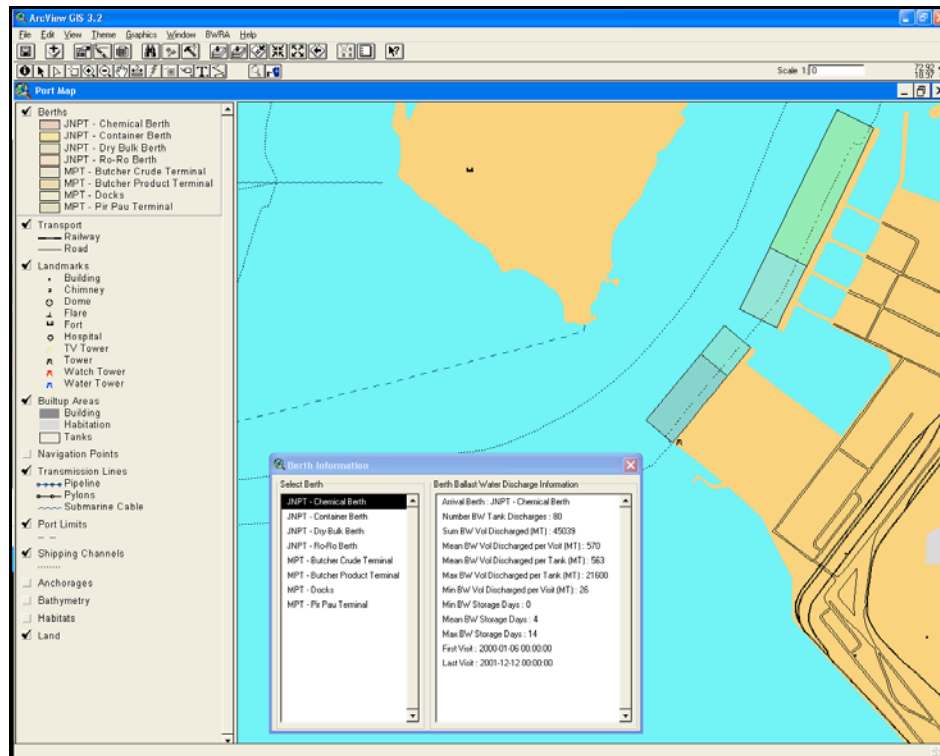 ArcView GIS 3.2
File Edit View Theme Graphics Window BWRA Help
Scale 1: 0
72.92
18.97
Port Map
Berths
JNPT - Chemical Berth
JNPT - Container Berth
JNPT - Dry Bulk Berth
JNPT - Ro-Ro Berth
MPT - Butcher Crude Terminal
MPT - Butcher Product Terminal
MPT - Docks
MPT - Pir Pau Terminal
Transport
Railway
Road
Landmarks
Building
Chimney
Dome
Flare
Fort
Hospital
TV Tower
Tower
Watch Tower
Water Tower
Builtup Areas
Building
Habitation
Tanks
Navigation Points
Transmission Lines
Pipeline
Pylons
Submarine Cable
Port Limits
Shipping Channels
Anchorages
Bathymetry
Habitats
Land
Berth Information
Select Berth
JNPT - Chemical Berth
JNPT - Container Berth
JNPT - Dry Bulk Berth
JNPT - Ro-Ro Berth
MPT - Butcher Crude Terminal
MPT - Butcher Product Terminal
MPT - Docks
MPT - Pir Pau Terminal
Berth Ballast Water Discharge Information
Arrival Berth : JNPT - Chemical Berth
Number BW Tank Discharges : 80
Sum BW Vol Discharged (MT) : 45039
Mean BW Vol Discharged per Visit (MT) : 570
Mean BW Vol Discharged per Tank (MT) : 563
Max BW Vol Discharged per Tank (MT) : 21600
Min BW Vol Discharged per Visit (MT) : 26
Min BW Storage Days : 0
Mean BW Storage Days : 4
Max BW Storage Days : 14
First Visit : 2000-01-06 00:00:00
Last Visit : 2001-12-12 00:00:00